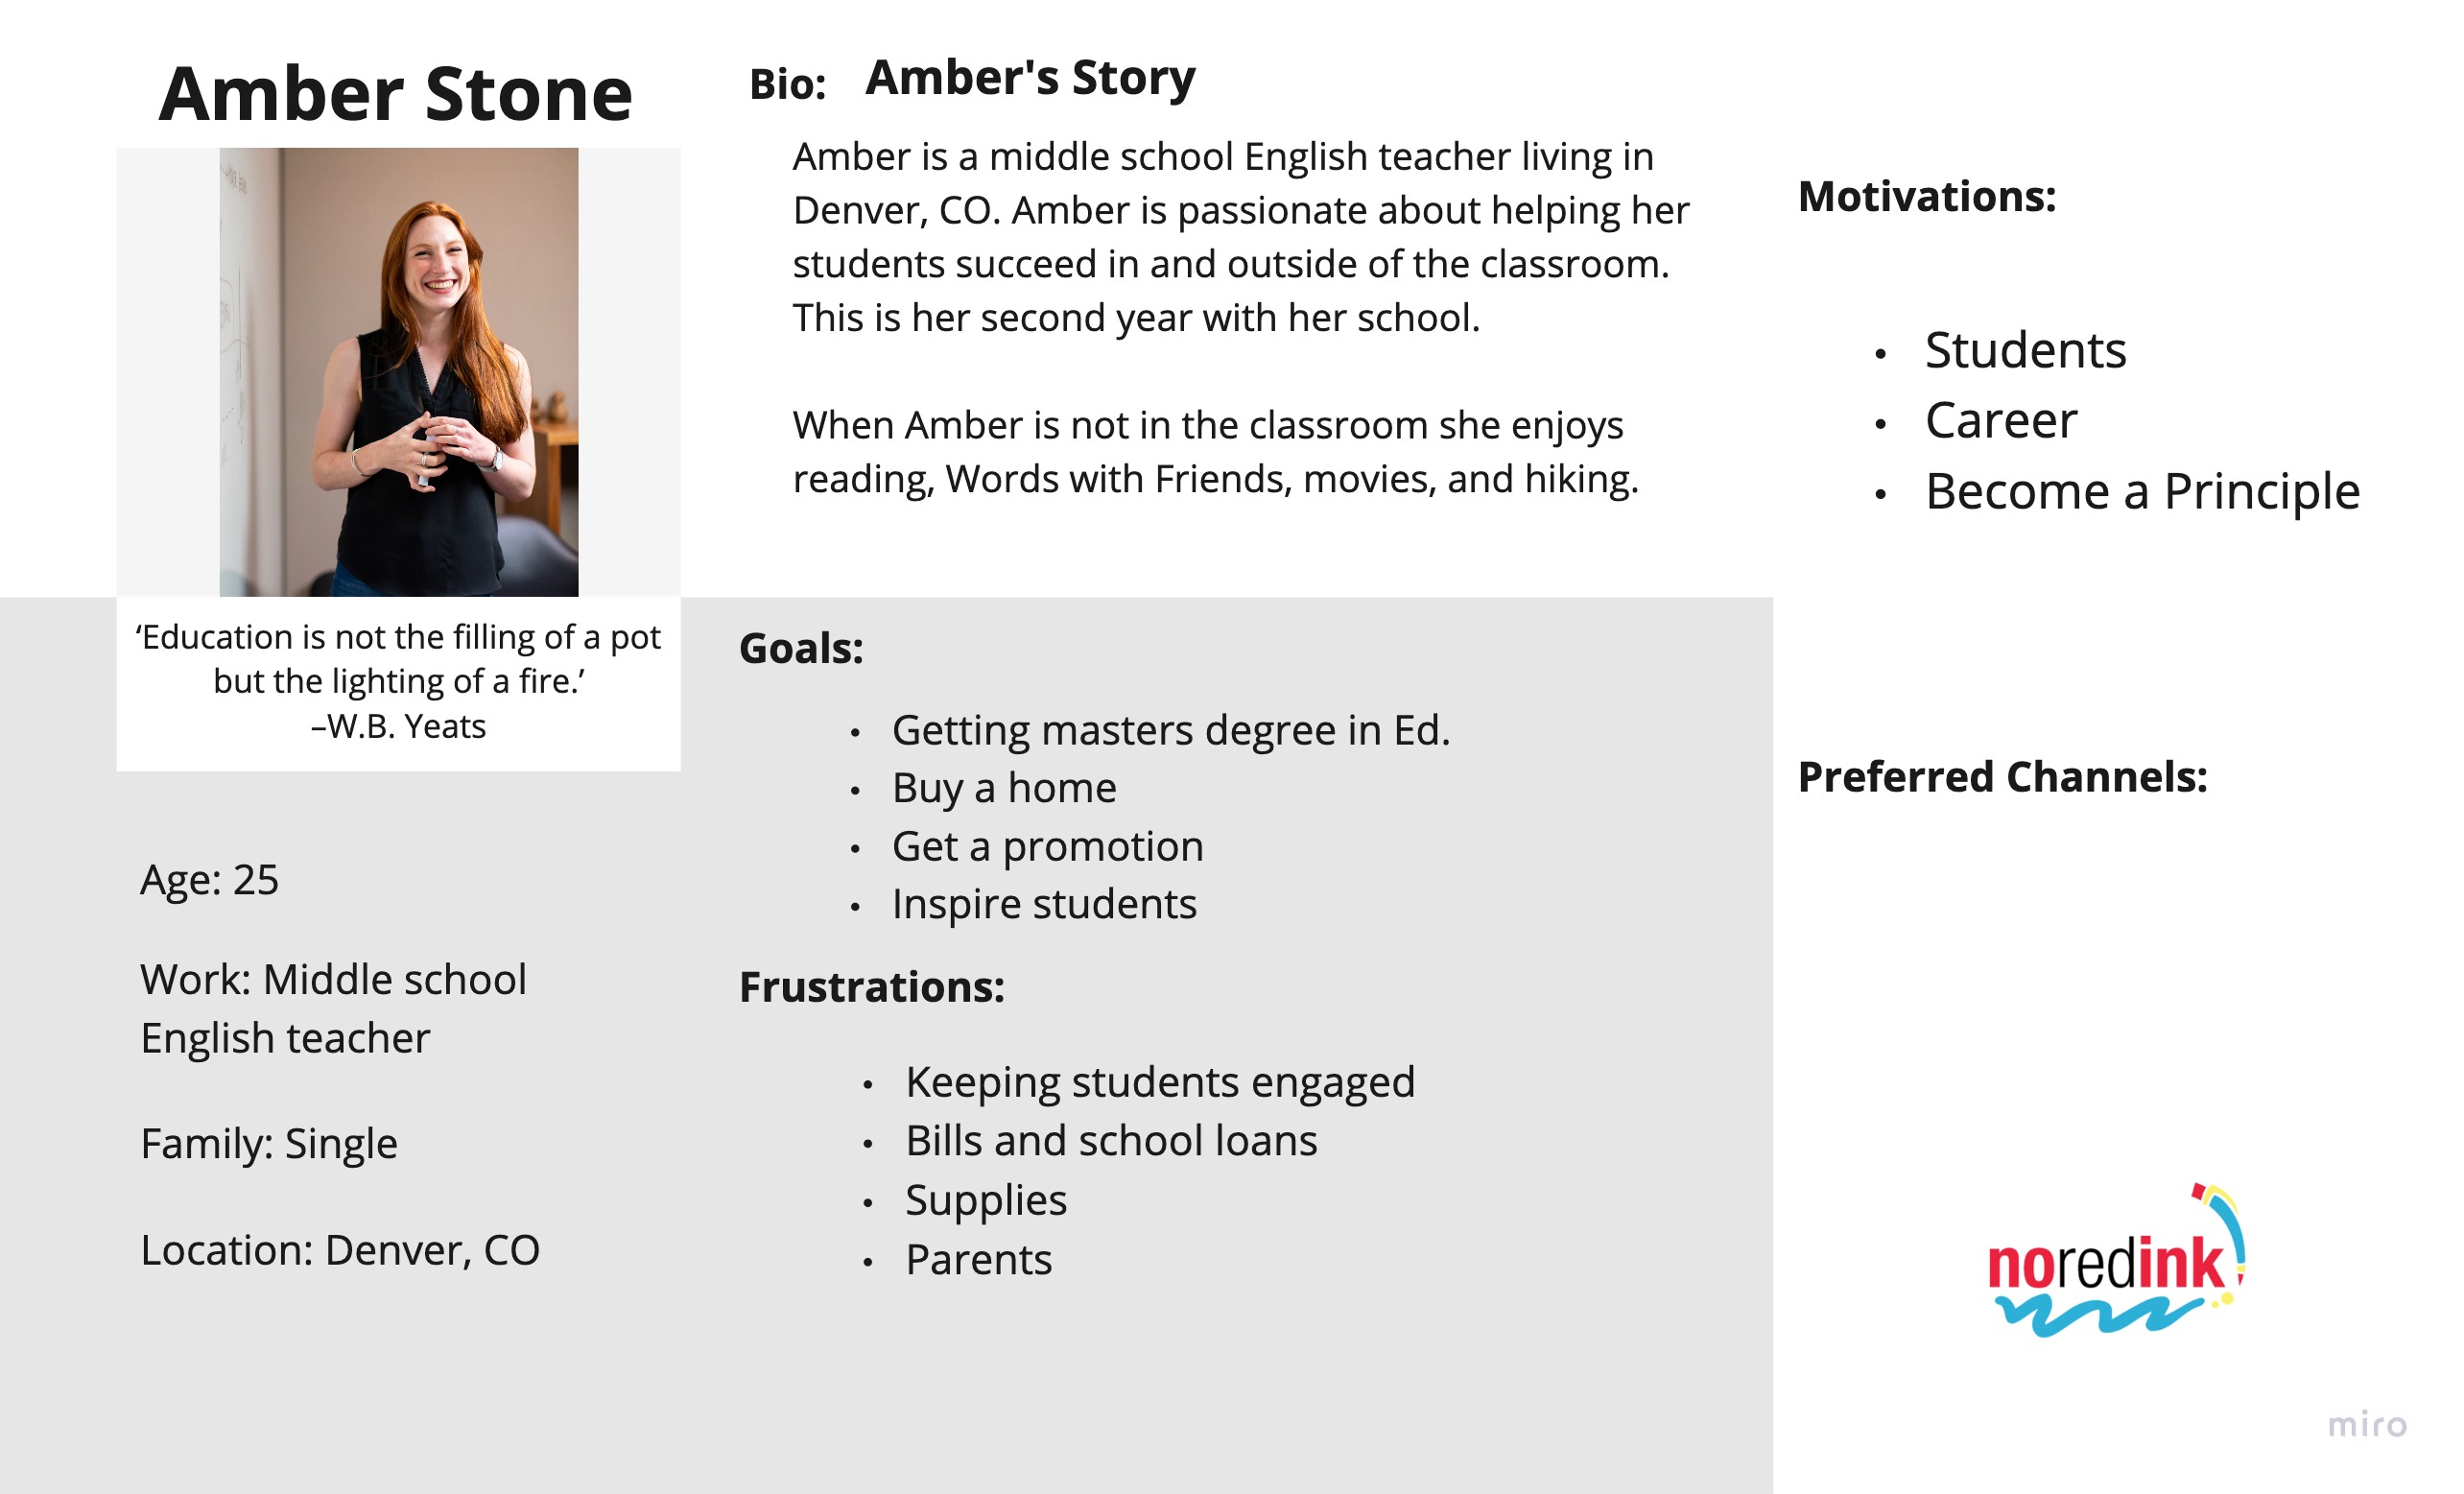 Amber Stone
‘Education is not the filling of a pot
but the lighting of a fire.’
–W.B. Yeats
Age: 25
Work: Middle school
English teacher
Family: Single
Location: Denver, CO
Bio: Amber's Story
Amber is a middle school English teacher living in
Denver, CO. Amber is passionate about helping her
students succeed in and outside of the classroom.
This is her second year with her school.
When Amber is not in the classroom she enjoys
reading, Words with Friends, movies, and hiking.
Goals:
• Getting masters degree in Ed.
• Buy a home
• Get a promotion
• Inspire students
Frustrations:
• Keeping students engaged
• Bills and school loans
• Supplies
• Parents
Motivations:
• Students
• Career
• Become a Principle
Preferred Channels:
noredink
miro